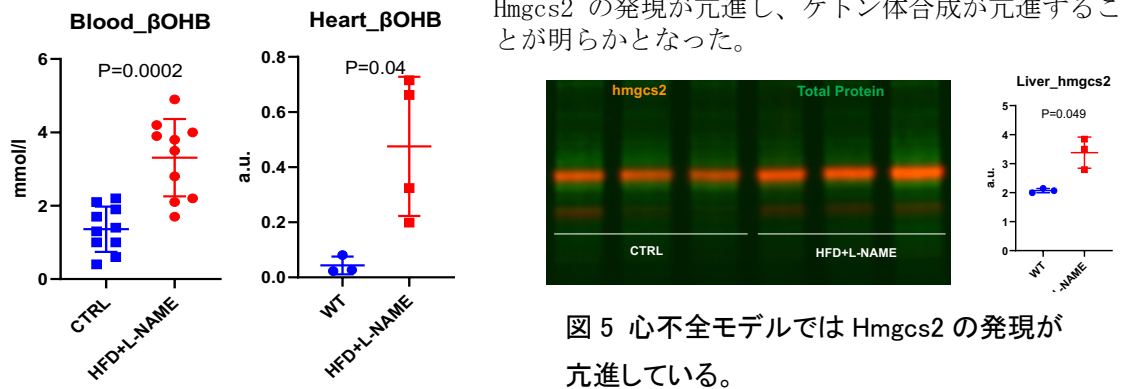 Hmgcs2 の発現が亢進し、ケトン体合成が亢進するこ
とが明らかとなった。
Blood_βOHB
P=0.0002
mmol/l
6
4
2
0
CTRL
HFD+L-NAME
Heart_βOHB
P=0.04
a.u.
0.8
0.6
0.4
0.2
0.0
WT
HFD+L-NAME
hmgcs2
Total Protein
CTRL
HFD+L-NAME
Liver_hmgcs2
P=0.049
a.u.
5
4
3
2
1
0
WT
L-NAME
図 5 心不全モデルでは Hmgcs2 の発現が
亢進している。